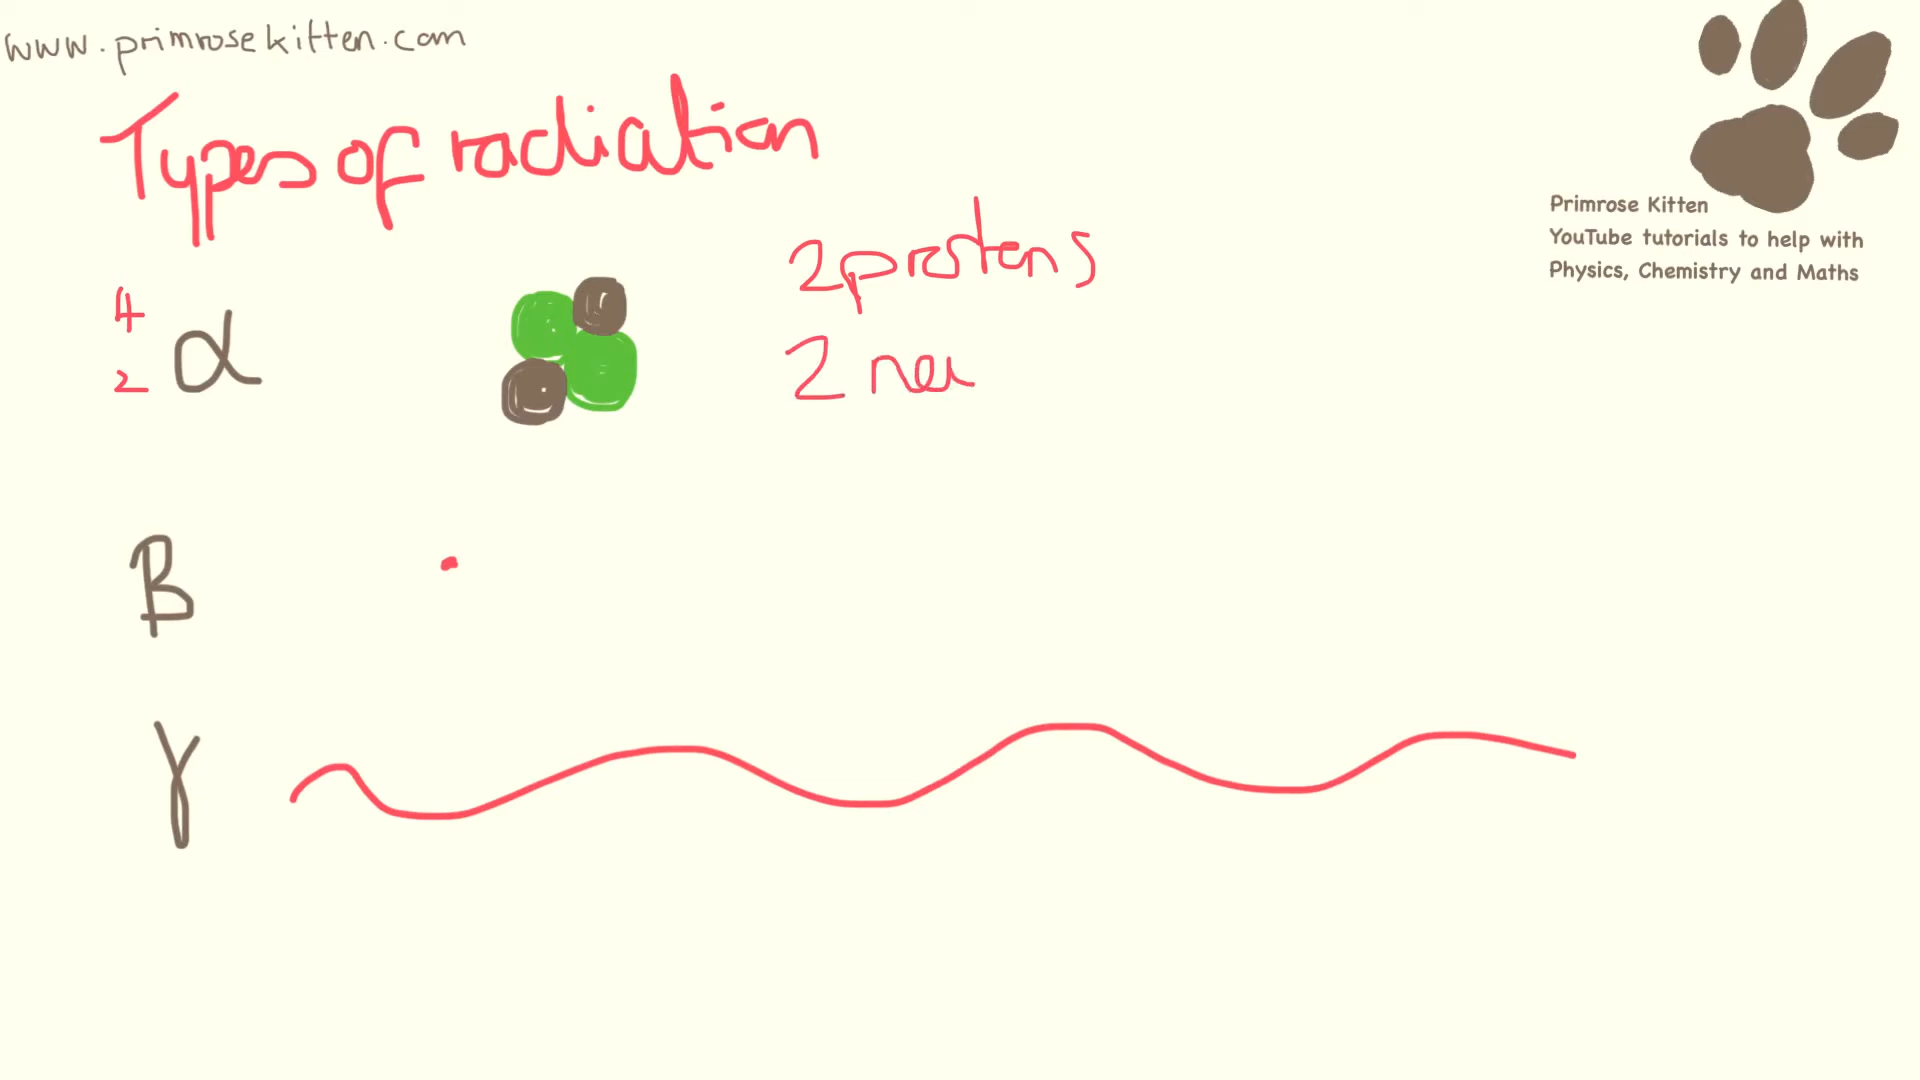 www.primrosekitten.com
Types of radiation
Primrose Kitten
YouTube tutorials to help with
Physics, Chemistry and Maths
2 protons
4
2 α
2 neu
β
γ